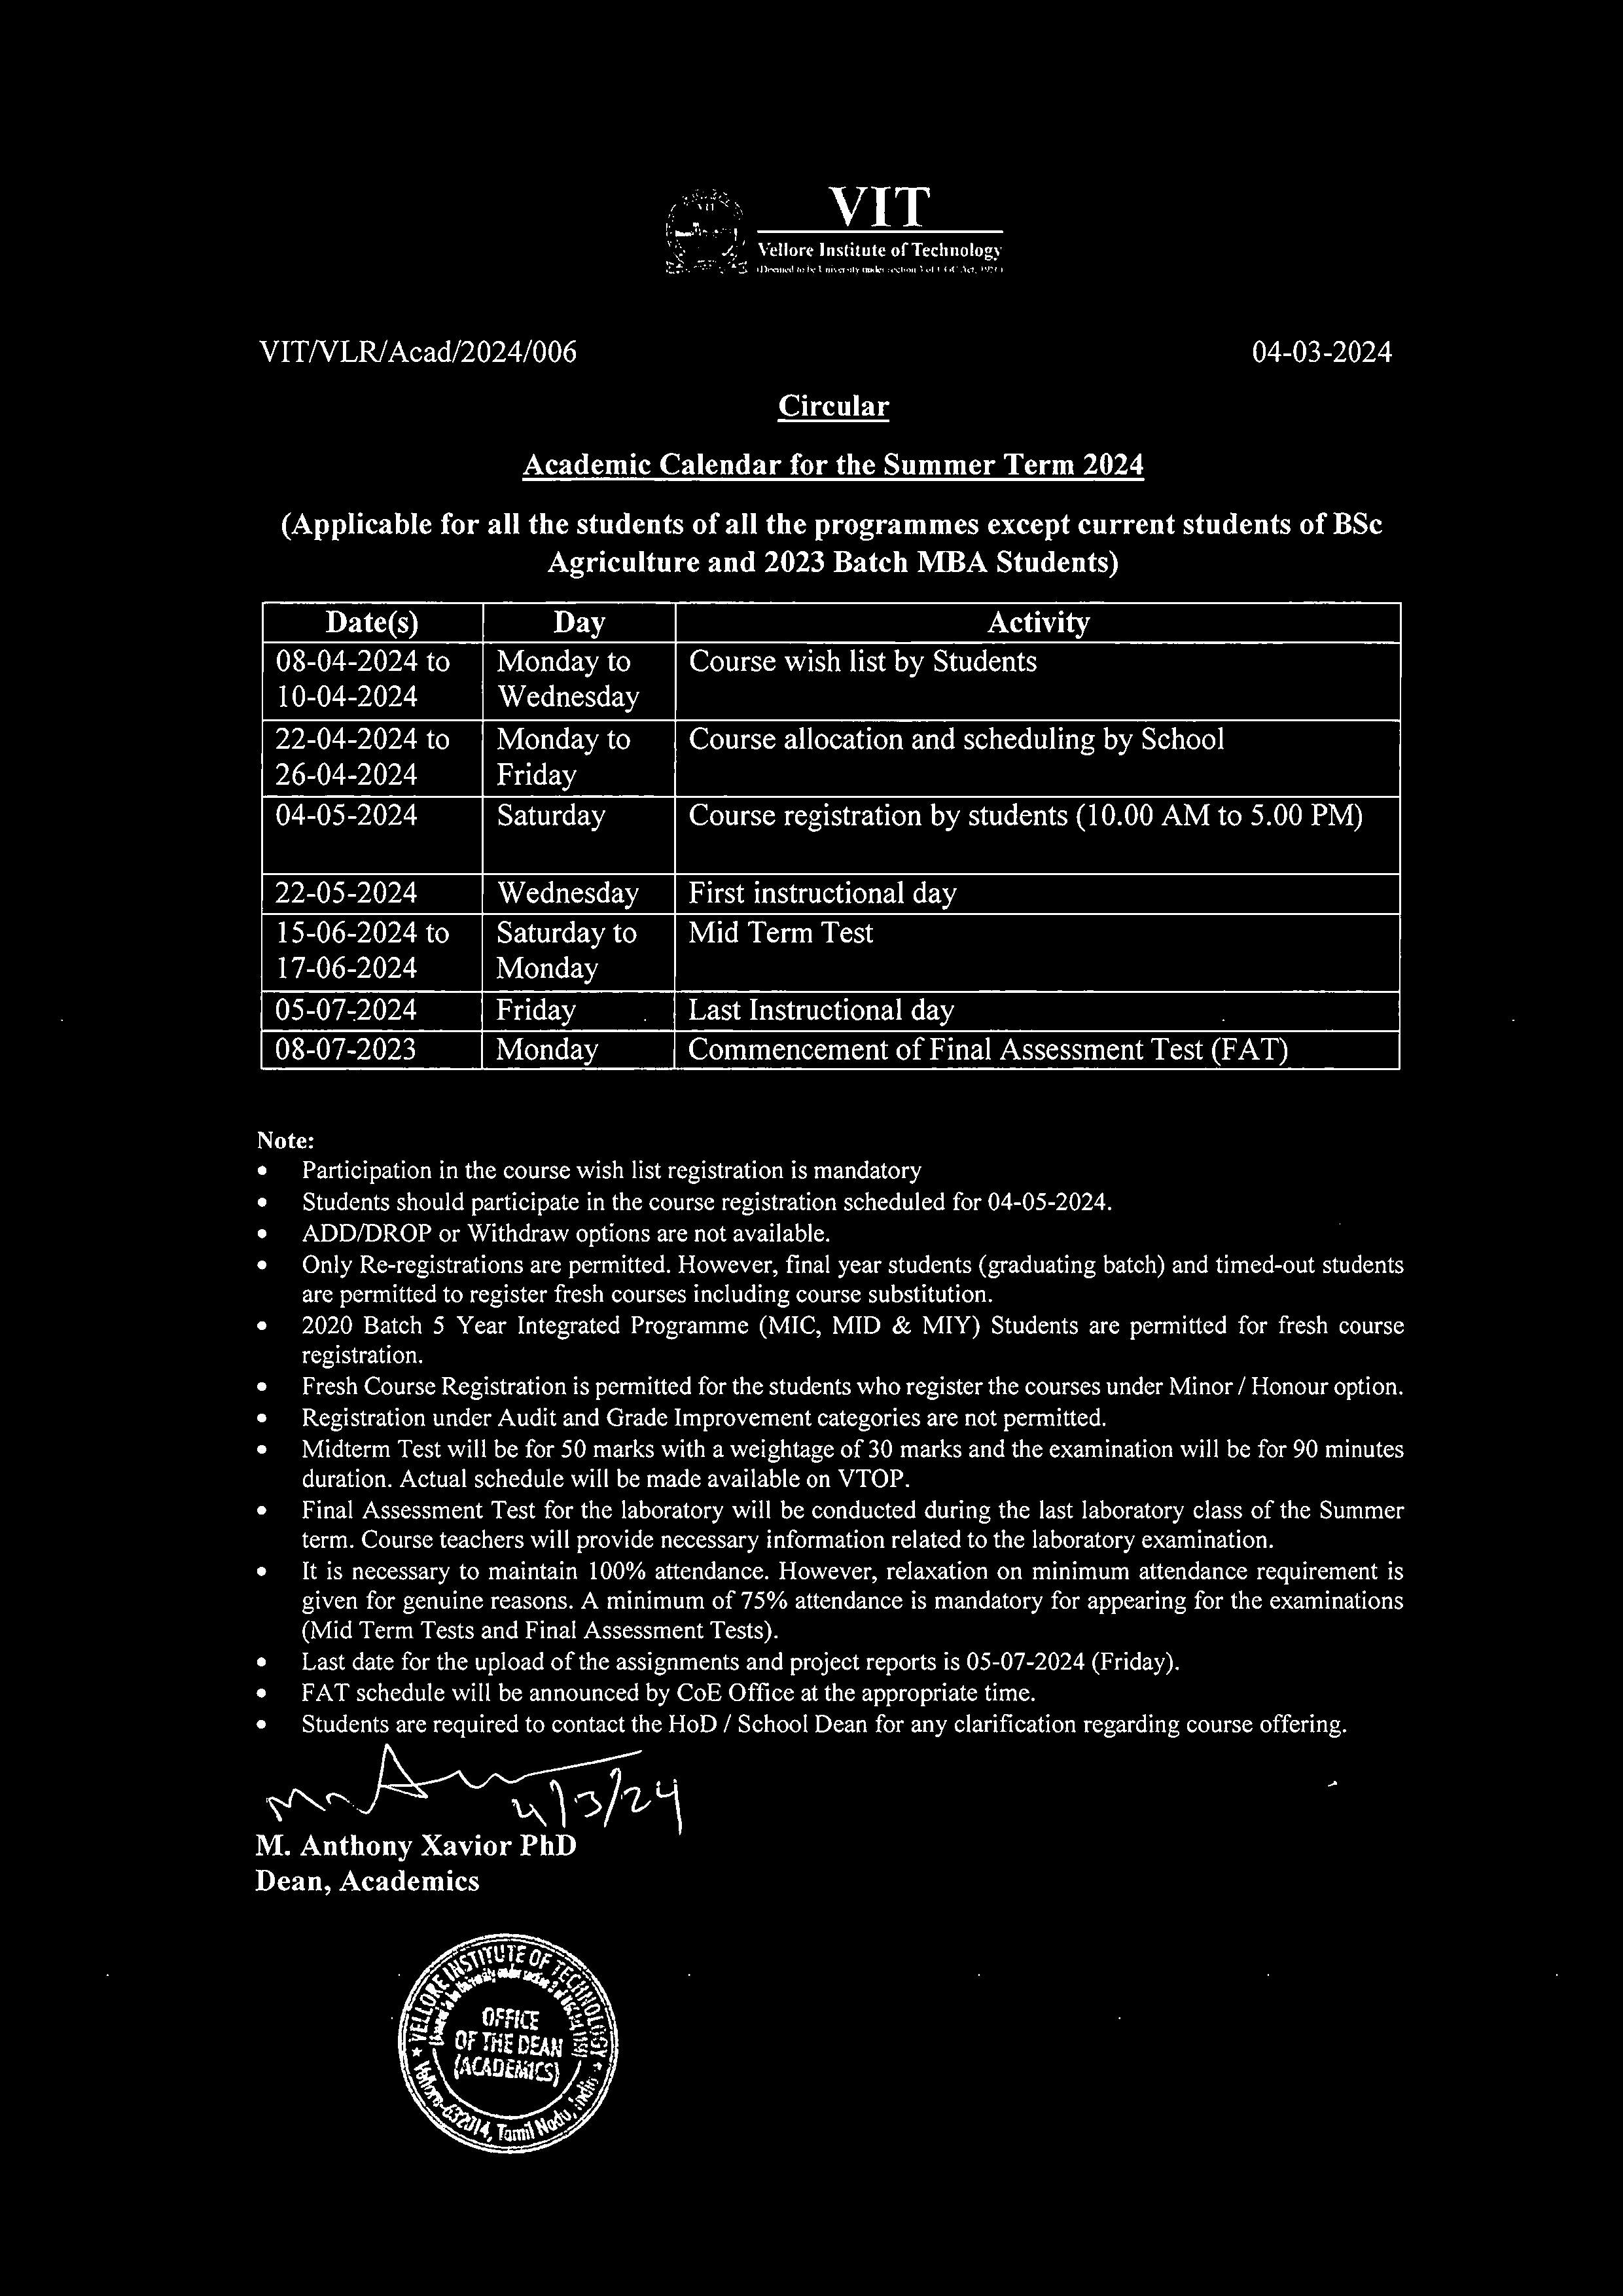 VIT
VIT
Vellore Institute of Technology
(Deemed to be University under section 3 of UGC Act, 1956)
VIT/VLR/Acad/2024/006 04-03-2024
Circular
Academic Calendar for the Summer Term 2024
(Applicable for all the students of all the programmes except current students of BSc
Agriculture and 2023 Batch MBA Students)
Date(s) Day Activity
08-04-2024 to Monday to Course wish list by Students
10-04-2024 Wednesday
22-04-2024 to Monday to Course allocation and scheduling by School
26-04-2024 Friday
04-05-2024 Saturday Course registration by students (10.00 AM to 5.00 PM)
22-05-2024 Wednesday First instructional day
15-06-2024 to Saturday to Mid Term Test
17-06-2024 Monday
05-07-2024 Friday Last Instructional day
08-07-2023 Monday Commencement of Final Assessment Test (FAT)
Note:
• Participation in the course wish list registration is mandatory
• Students should participate in the course registration scheduled for 04-05-2024.
• ADD/DROP or Withdraw options are not available.
• Only Re-registrations are permitted. However, final year students (graduating batch) and timed-out students
are permitted to register fresh courses including course substitution.
• 2020 Batch 5 Year Integrated Programme (MIC, MID & MIY) Students are permitted for fresh course
registration.
• Fresh Course Registration is permitted for the students who register the courses under Minor / Honour option.
• Registration under Audit and Grade Improvement categories are not permitted.
• Midterm Test will be for 50 marks with a weightage of 30 marks and the examination will be for 90 minutes
duration. Actual schedule will be made available on VTOP.
• Final Assessment Test for the laboratory will be conducted during the last laboratory class of the Summer
term. Course teachers will provide necessary information related to the laboratory examination.
• It is necessary to maintain 100% attendance. However, relaxation on minimum attendance requirement is
given for genuine reasons. A minimum of 75% attendance is mandatory for appearing for the examinations
(Mid Term Tests and Final Assessment Tests).
• Last date for the upload of the assignments and project reports is 05-07-2024 (Friday).
• FAT schedule will be announced by CoE Office at the appropriate time.
• Students are required to contact the HoD / School Dean for any clarification regarding course offering.
4/3/24
M. Anthony Xavior PhD
Dean, Academics
VELLORE INSTITUTE OF TECHNOLOGY
OFFICE
OF THE DEAN
(ACADEMICS)
Vellore-632014, Tamil Nadu, India